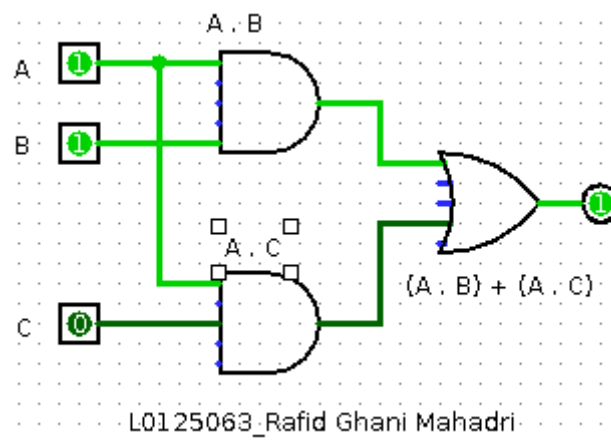 A . B
A
1
B
1
A . C
1
(A . B) + (A . C)
C
0
L0125063_Rafid Ghani Mahadri